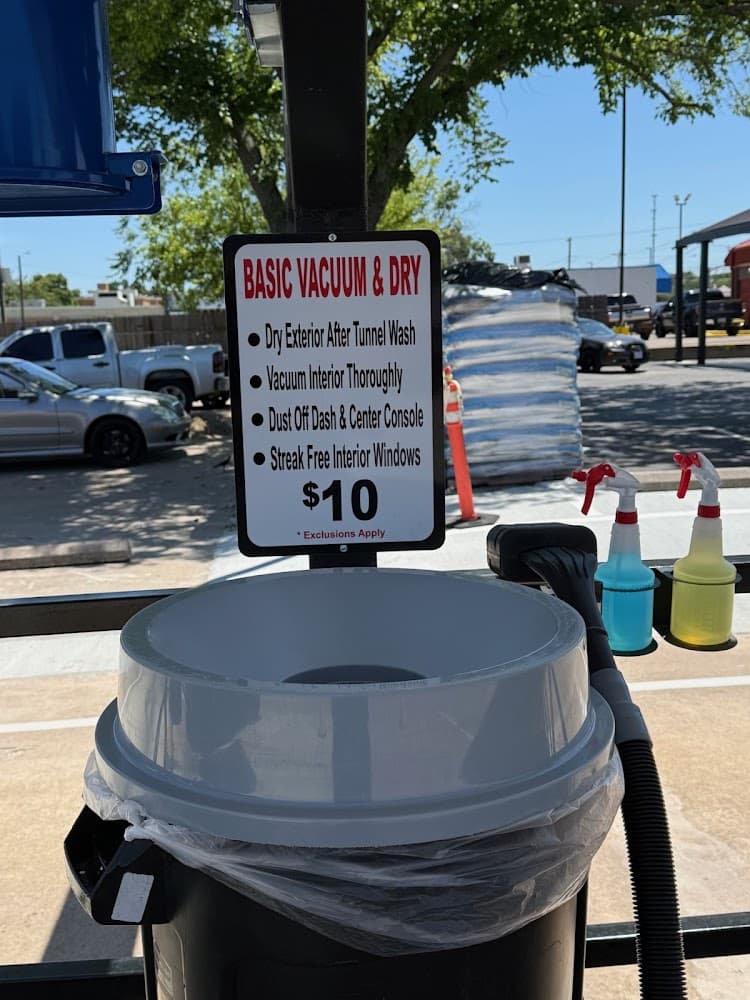 BASIC VACUUM & DRY
• Dry Exterior After Tunnel Wash
• Vacuum Interior Thoroughly
• Dust Off Dash & Center Console
• Streak Free Interior Windows
$10
* Exclusions Apply